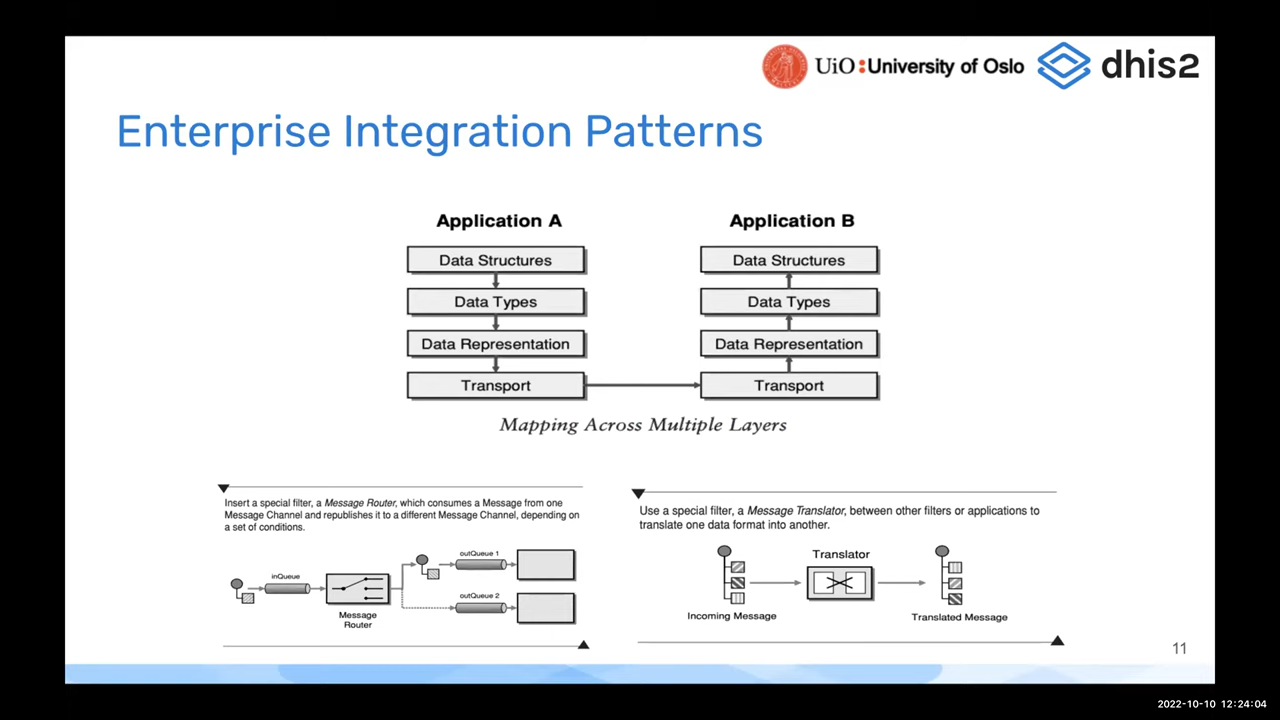 UiO:University of Oslo
dhis2
Enterprise Integration Patterns
Application A
Application B
Data Structures
Data Structures
Data Types
Data Types
Data Representation
Data Representation
Transport
Transport
Mapping Across Multiple Layers
Insert a special filter, a Message Router, which consumes a Message from one
Message Channel and republishes it to a different Message Channel, depending on
a set of conditions.
inQueue
outQueue 1
outQueue 2
Message
Router
Use a special filter, a Message Translator, between other filters or applications to
translate one data format into another.
Translator
Incoming Message
Translated Message
11
2022-10-10 12:24:04